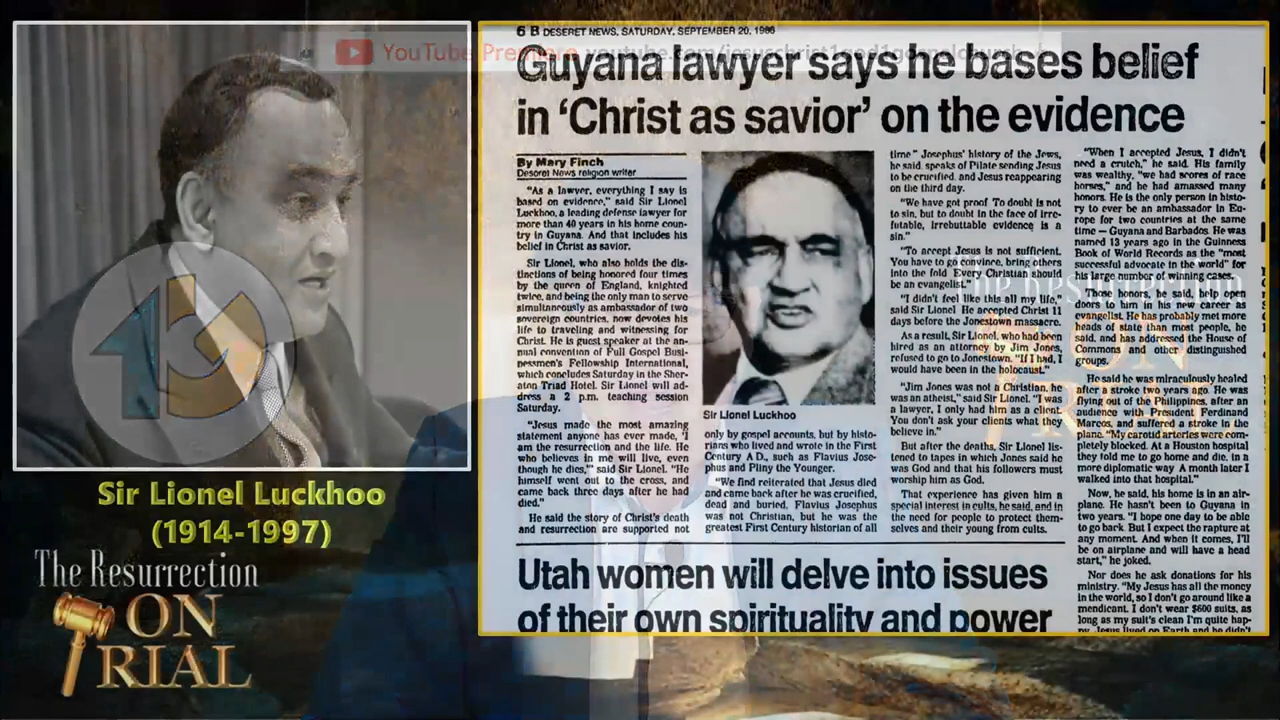 YouTube Premiere youtube.com/jesuschrist1god1gospelchurch
6 B DESERET NEWS, SATURDAY, SEPTEMBER 20, 1986
Guyana lawyer says he bases belief
in ‘Christ as savior’ on the evidence
By Mary Finch
Deseret News religion writer
“As a lawyer, everything I say is
based on evidence,” said Sir Lionel
Luckhoo, a leading defense lawyer for
more than 40 years in his home coun-
try in Guyana. And that includes his
belief in Christ as savior.
Sir Lionel, who also holds the dis-
tinctions of being honored four times
by the queen of England, knighted
twice, and being the only man to serve
simultaneously as ambassador of two
sovereign countries, now devotes his
life to traveling and witnessing for
Christ. He is guest speaker at the an-
nual convention of Full Gospel Busi-
nessmen's Fellowship International,
which concludes Saturday in the Sher-
aton Triad Hotel. Sir Lionel will ad-
dress a 2 p.m. teaching session
Saturday.
“Jesus made the most amazing
statement anyone has ever made, ‘I
am the resurrection and the life. He
who believes in me will live, even
though he dies,’” said Sir Lionel. “He
himself went out to the cross, and
came back three days after he had
died.”
He said the story of Christ's death
and resurrection are supported not
Sir Lionel Luckhoo
only by gospel accounts, but by histo-
rians who lived and wrote in the First
Century A.D., such as Flavius Jose-
phus and Pliny the Younger.
“We find reiterated that Jesus died
and came back after he was crucified,
dead and buried. Flavius Josephus
was not Christian, but he was the
greatest First Century historian of all
time.” Josephus' history of the Jews,
he said, speaks of Pilate sending Jesus
to be crucified, and Jesus reappearing
on the third day.
“We have got proof. To doubt is not
to sin, but to doubt in the face of irre-
futable, irrebuttable evidence is a
sin.”
“To accept Jesus is not sufficient.
You have to go convince, bring others
into the fold. Every Christian should
be an evangelist.”
“I didn't feel like this all my life,”
said Sir Lionel. He accepted Christ 11
days before the Jonestown massacre.
As a result, Sir Lionel, who had been
hired as an attorney by Jim Jones,
refused to go to Jonestown. “If I had, I
would have been in the holocaust.”
“Jim Jones was not a Christian, he
was an atheist,” said Sir Lionel. “I was
a lawyer, I only had him as a client.
You don't ask your clients what they
believe in.”
But after the deaths, Sir Lionel lis-
tened to tapes in which Jones said he
was God and that his followers must
worship him as God.
That experience has given him a
special interest in cults, he said, and in
the need for people to protect them-
selves and their young from cults.
“When I accepted Jesus, I didn't
need a crutch,” he said. His family
was wealthy, “we had scores of race
horses,” and he had amassed many
honors. He is the only person in histo-
ry to ever be an ambassador in Eu-
rope for two countries at the same
time — Guyana and Barbados. He was
named 13 years ago in the Guinness
Book of World Records as the “most
successful advocate in the world” for
his large number of winning cases.
Those honors, he said, help open
doors to him in his new career as
evangelist. He has probably met more
heads of state than most people, he
said, and has addressed the House of
Commons and other distinguished
groups.
He said he was miraculously healed
after a stroke two years ago. He was
flying out of the Philippines, after an
audience with President Ferdinand
Marcos, and suffered a stroke in the
plane. “My carotid arteries were com-
pletely blocked. At a Houston hospital
they told me to go home and die, in a
more diplomatic way. A month later I
walked into that hospital.”
Now, he said, his home is in an air-
plane. He hasn't been to Guyana in
two years. “I hope one day to be able
to go back. But I expect the rapture at
any moment. And when it comes, I'll
be on airplane and will have a head
start,” he joked.
Nor does he ask donations for his
ministry. “My Jesus has all the money
in the world, so I don't go around like a
mendicant. I don't wear $600 suits, as
long as my suit's clean I'm quite hap-
py. Jesus lived on Earth and he didn't
Utah women will delve into issues
of their own spirituality and power
Sir Lionel Luckhoo
(1914-1997)
The Resurrection
ON
TRIAL